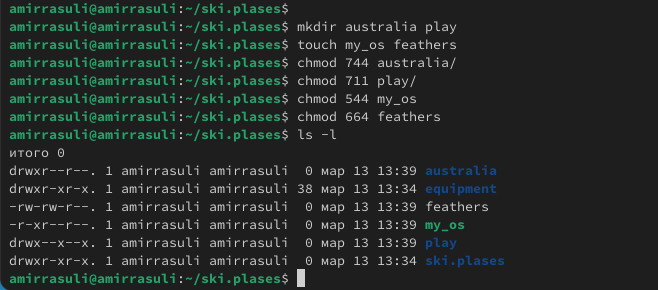 amirrasuli@amirrasuli:~/ski.plases$
amirrasuli@amirrasuli:~/ski.plases$ mkdir australia play
amirrasuli@amirrasuli:~/ski.plases$ touch my_os feathers
amirrasuli@amirrasuli:~/ski.plases$ chmod 744 australia/
amirrasuli@amirrasuli:~/ski.plases$ chmod 711 play/
amirrasuli@amirrasuli:~/ski.plases$ chmod 544 my_os
amirrasuli@amirrasuli:~/ski.plases$ chmod 664 feathers
amirrasuli@amirrasuli:~/ski.plases$ ls -l
итого 0
drwxr--r--. 1 amirrasuli amirrasuli  0 мар 13 13:39 australia
drwxr-xr-x. 1 amirrasuli amirrasuli 38 мар 13 13:34 equipment
-rw-rw-r--. 1 amirrasuli amirrasuli  0 мар 13 13:39 feathers
-r-xr--r--. 1 amirrasuli amirrasuli  0 мар 13 13:39 my_os
drwx--x--x. 1 amirrasuli amirrasuli  0 мар 13 13:39 play
drwxr-xr-x. 1 amirrasuli amirrasuli  0 мар 13 13:34 ski.plases
amirrasuli@amirrasuli:~/ski.plases$